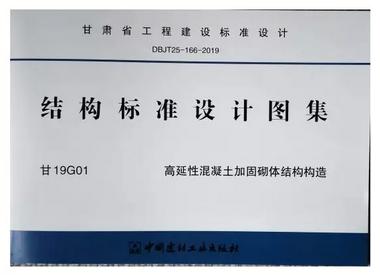 甘肃省工程建设标准设计
DBJT25-166-2019
结构标准设计图集
甘19G01 高延性混凝土加固砌体结构构造
中国建材工业出版社